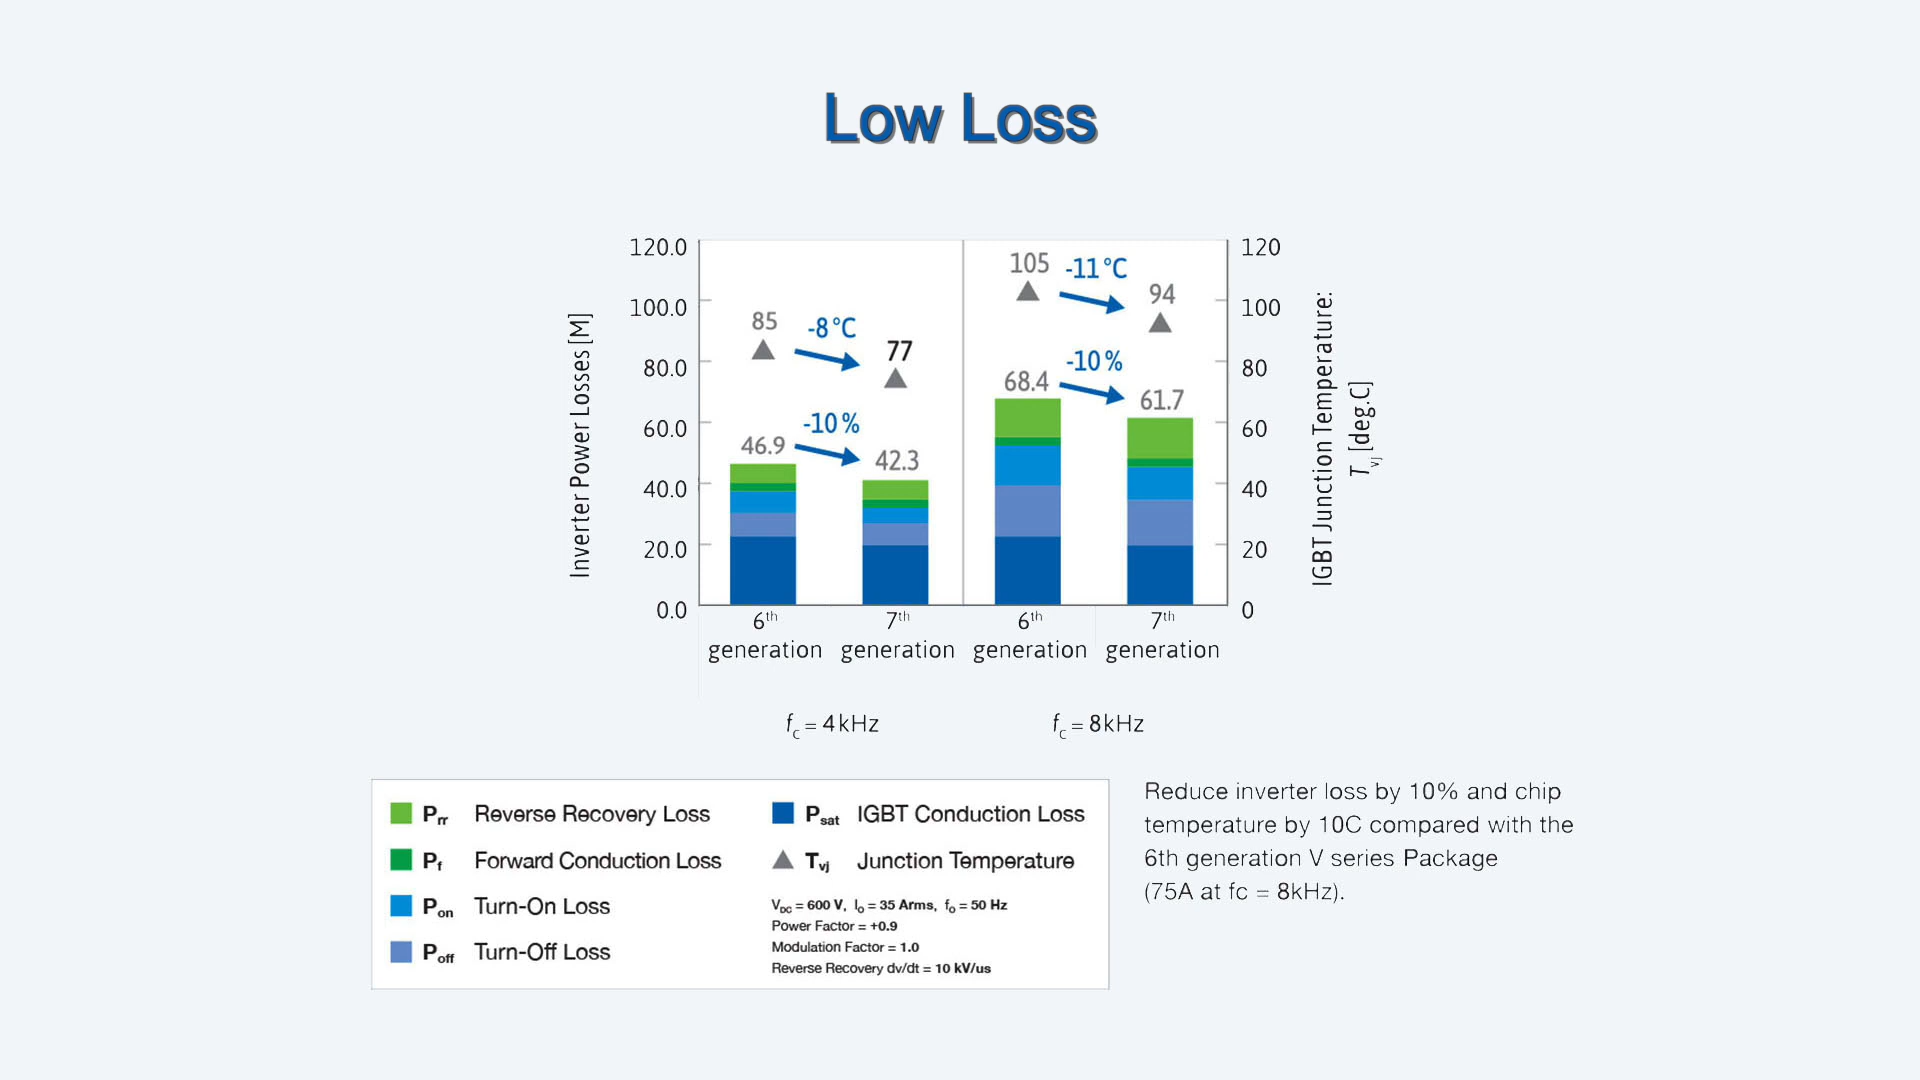 Low Loss
Inverter Power Losses [M]
120.0
100.0
80.0
60.0
40.0
20.0
0.0
85
-8 °C
77
46.9
-10 %
42.3
105
-11 °C
94
68.4
-10 %
61.7
120
100
80
60
40
20
0
IGBT Junction Temperature:
Tvj [deg.C]
6th
generation
7th
generation
6th
generation
7th
generation
fc = 4 kHz
fc = 8 kHz
Prr Reverse Recovery Loss
Pf Forward Conduction Loss
Pon Turn-On Loss
Poff Turn-Off Loss
Psat IGBT Conduction Loss
Tvj Junction Temperature
VDC = 600 V, Io = 35 Arms, fo = 50 Hz
Power Factor = +0.9
Modulation Factor = 1.0
Reverse Recovery dv/dt = 10 kV/us
Reduce inverter loss by 10% and chip
temperature by 10C compared with the
6th generation V series Package
(75A at fc = 8kHz).